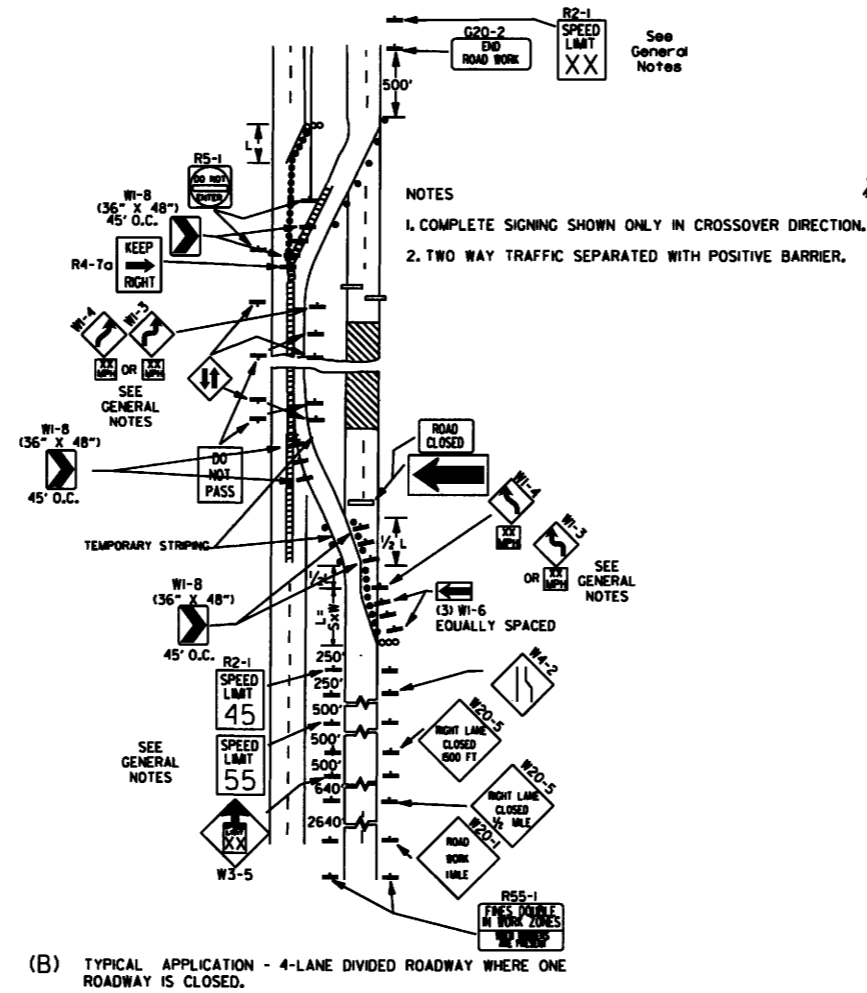 R2-1
SPEED
LIMIT
XX
See
General
Notes
G20-2
END
ROAD WORK
500'
L
R5-1
DO NOT
ENTER
W1-8
(36" X 48")
45' O.C.
R4-7a
KEEP
RIGHT
NOTES
1. COMPLETE SIGNING SHOWN ONLY IN CROSSOVER DIRECTION.
2. TWO WAY TRAFFIC SEPARATED WITH POSITIVE BARRIER.
W1-4
W1-3
XX
MPH
OR
XX
MPH
SEE
GENERAL
NOTES
W1-8
(36" X 48")
45' O.C.
DO
NOT
PASS
ROAD
CLOSED
W1-4
XX
MPH
W1-3
OR
XX
MPH
SEE
GENERAL
NOTES
TEMPORARY STRIPING
1/2 L
1/2 L
L=
SxW
W1-8
(36" X 48")
45' O.C.
(3) W1-6
EQUALLY SPACED
R2-1
SPEED
LIMIT
45
250'
250'
500'
500'
500'
640'
2640'
W4-2
SEE
GENERAL
NOTES
SPEED
LIMIT
55
W20-5
RIGHT LANE
CLOSED
1500 FT
W20-5
RIGHT LANE
CLOSED
1/2 MILE
XX
W3-5
W20-1
ROAD
WORK
1 MILE
R55-1
FINES DOUBLE
IN WORK ZONES
WHEN WORKERS
ARE PRESENT
(B) TYPICAL APPLICATION - 4-LANE DIVIDED ROADWAY WHERE ONE
ROADWAY IS CLOSED.